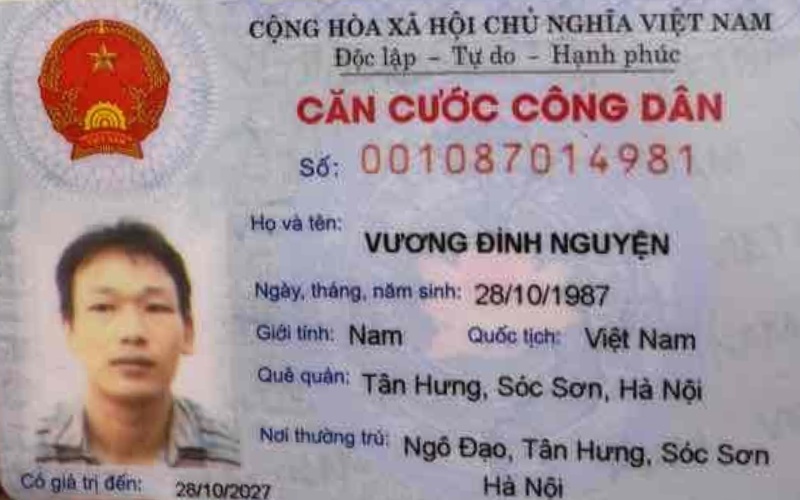 CỘNG HÒA XÃ HỘI CHỦ NGHĨA VIỆT NAM
Độc lập - Tự do - Hạnh phúc
CĂN CƯỚC CÔNG DÂN
Số: 001087014981
Họ và tên: VƯƠNG ĐÌNH NGUYỆN
Ngày, tháng, năm sinh: 28/10/1987
Giới tính: Nam Quốc tịch: Việt Nam
Quê quán: Tân Hưng, Sóc Sơn, Hà Nội
Nơi thường trú: Ngô Đạo, Tân Hưng, Sóc Sơn
Hà Nội
Có giá trị đến: 28/10/2027
VIỆT NAM